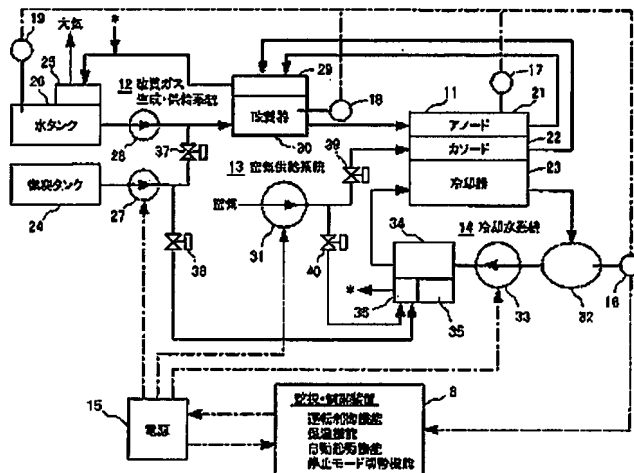 19
大気
*
25
26
12 改質ガス
生成・供給系統
29
17
水タンク
28
改質器
18
11
21
アノード
22
カソード
23
冷却器
37
30
13 空気供給系統
39
燃料タンク
24
27
空気
31
34
14 冷却水系統
38
40
*
35
36
33
32
16
15
電源
8
監視・制御装置
運転制御機能
保温機能
自動起動機能
停止モード切替機能